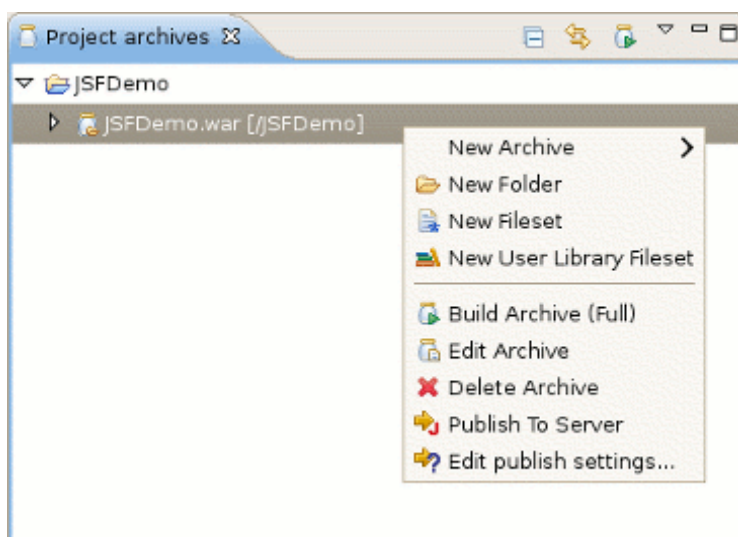 Project archives
JSFDemo
JSFDemo.war [/JSFDemo]
New Archive
New Folder
New Fileset
New User Library Fileset
Build Archive (Full)
Edit Archive
Delete Archive
Publish To Server
Edit publish settings...